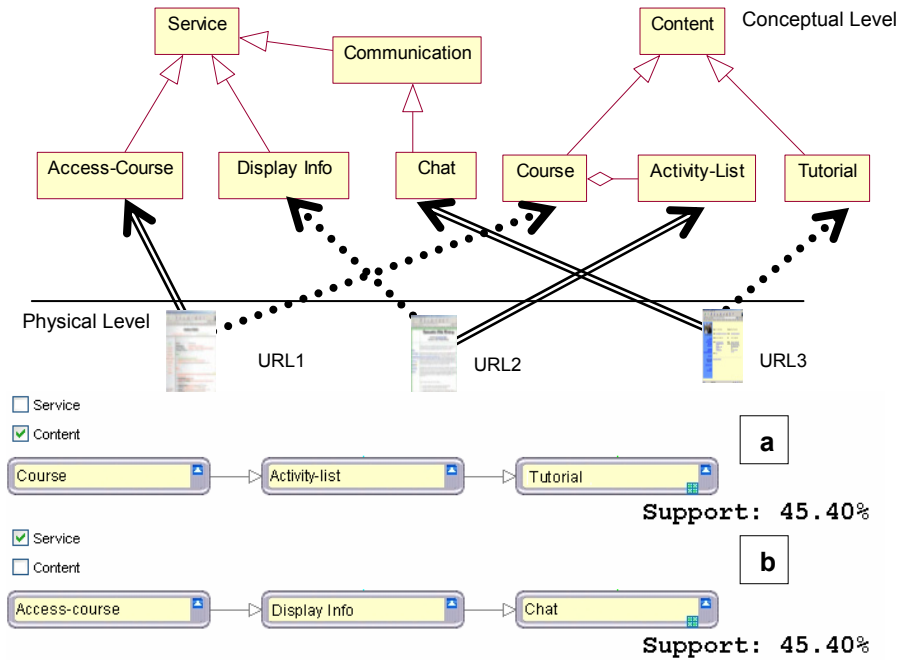 Service
Content
Conceptual Level
Communication
Access-Course
Display Info
Chat
Course
Activity-List
Tutorial
Physical Level
URL1
URL2
URL3
Service
Content
a
Course
Activity-list
Tutorial
Support: 45.40%
Service
Content
b
Access-course
Display Info
Chat
Support: 45.40%